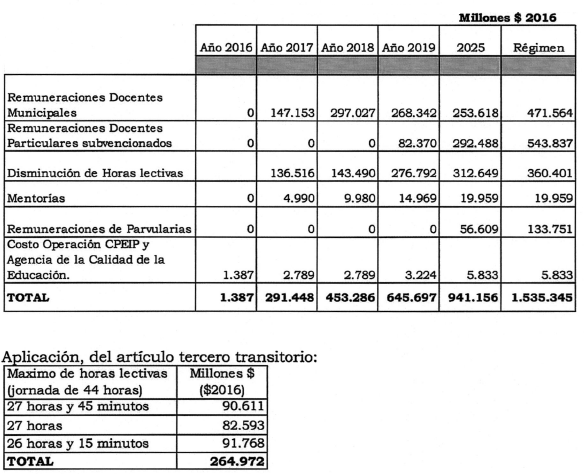 Millones $ 2016
Año 2016 Año 2017 Año 2018 Año 2019 2025 Régimen
Remuneraciones Docentes
Municipales 0 147.153 297.027 268.342 253.618 471.564
Remuneraciones Docentes
Particulares subvencionados 0 0 0 82.370 292.488 543.837
Disminución de Horas lectivas 136.516 143.490 276.792 312.649 360.401
Mentorías 0 4.990 9.980 14.969 19.959 19.959
Remuneraciones de Parvularias 0 0 0 0 56.609 133.751
Costo Operación CPEIP y
Agencia de la Calidad de la
Educación. 1.387 2.789 2.789 3.224 5.833 5.833
TOTAL 1.387 291.448 453.286 645.697 941.156 1.535.345
Aplicación, del artículo tercero transitorio:
Maximo de horas lectivas Millones $
(jornada de 44 horas) ($2016)
27 horas y 45 minutos 90.611
27 horas 82.593
26 horas y 15 minutos 91.768
TOTAL 264.972